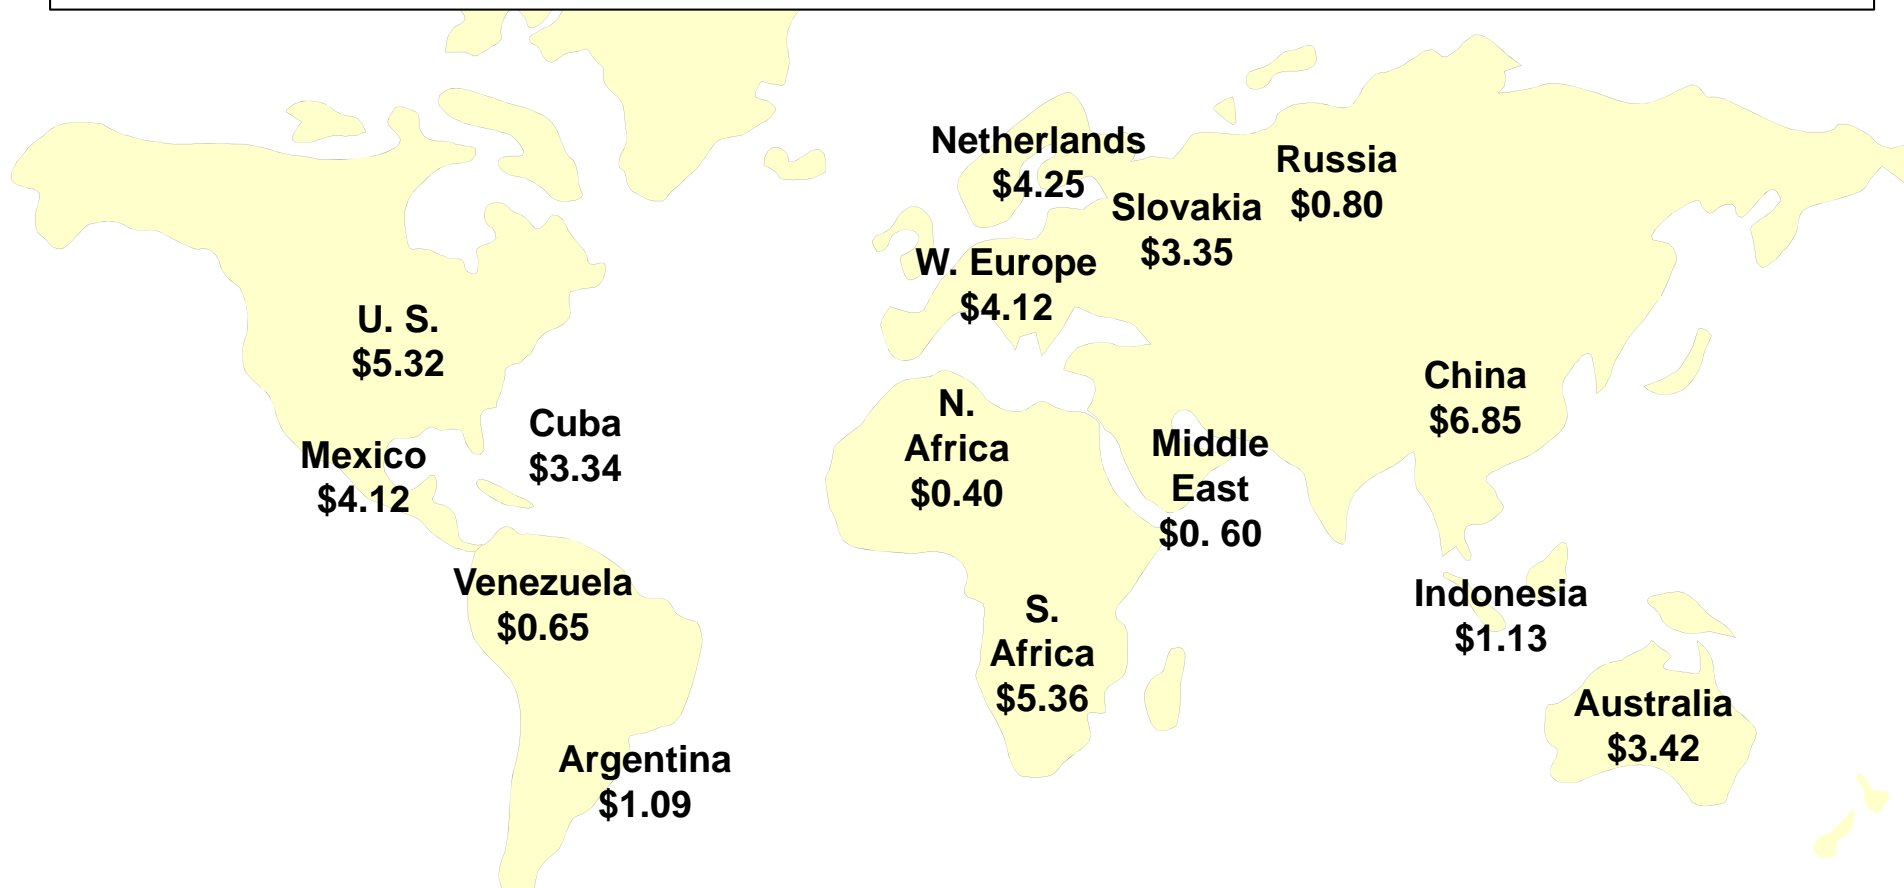 Netherlands
$4.25
Russia
$0.80
Slovakia
$3.35
W. Europe
$4.12
U. S.
$5.32
China
$6.85
N.
Africa
$0.40
Cuba
$3.34
Middle
East
$0. 60
Mexico
$4.12
Venezuela
$0.65
Indonesia
$1.13
S.
Africa
$5.36
Australia
$3.42
Argentina
$1.09